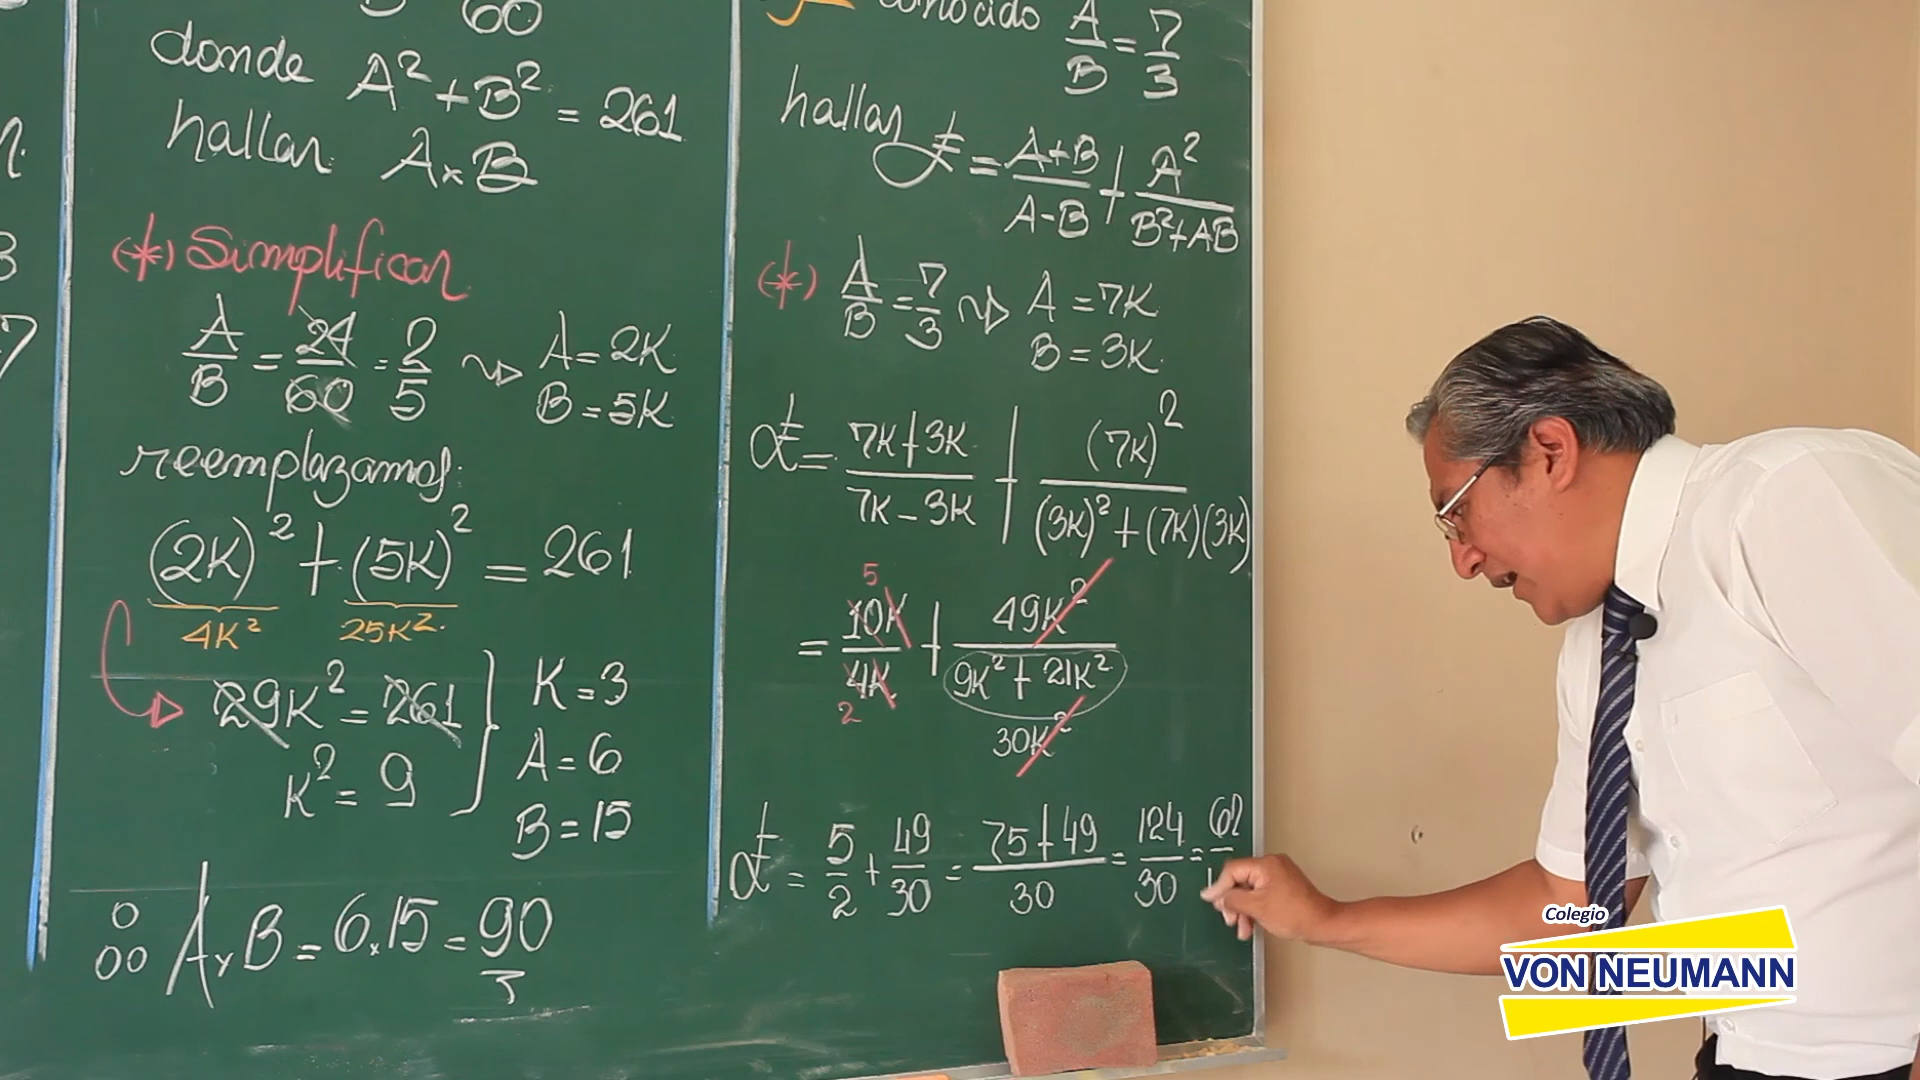 60
donde A² + B² = 261
hallar A x B
(*) Simplificar
A/B = 24/60 = 2/5 ⇝ A = 2K
B = 5K
reemplazamos:
(2K)² + (5K)² = 261
4K² 25K²
29K² = 261
K² = 9
K = 3
A = 6
B = 15
A x B = 6 x 15 = 90
conocido A/B = 7/3
hallar = (A+B)/(A-B) + A²/(B²+AB)
(*) A/B = 7/3 ⇝ A = 7K
B = 3K
= (7K+3K)/(7K-3K) + (7K)²/((3K)² + (7K)(3K))
5
= 10K/4K + 49K²/(9K² + 21K²)
2
30K²
= 5/2 + 49/30 = (75+49)/30 = 124/30 = 62
Colegio
VON NEUMANN